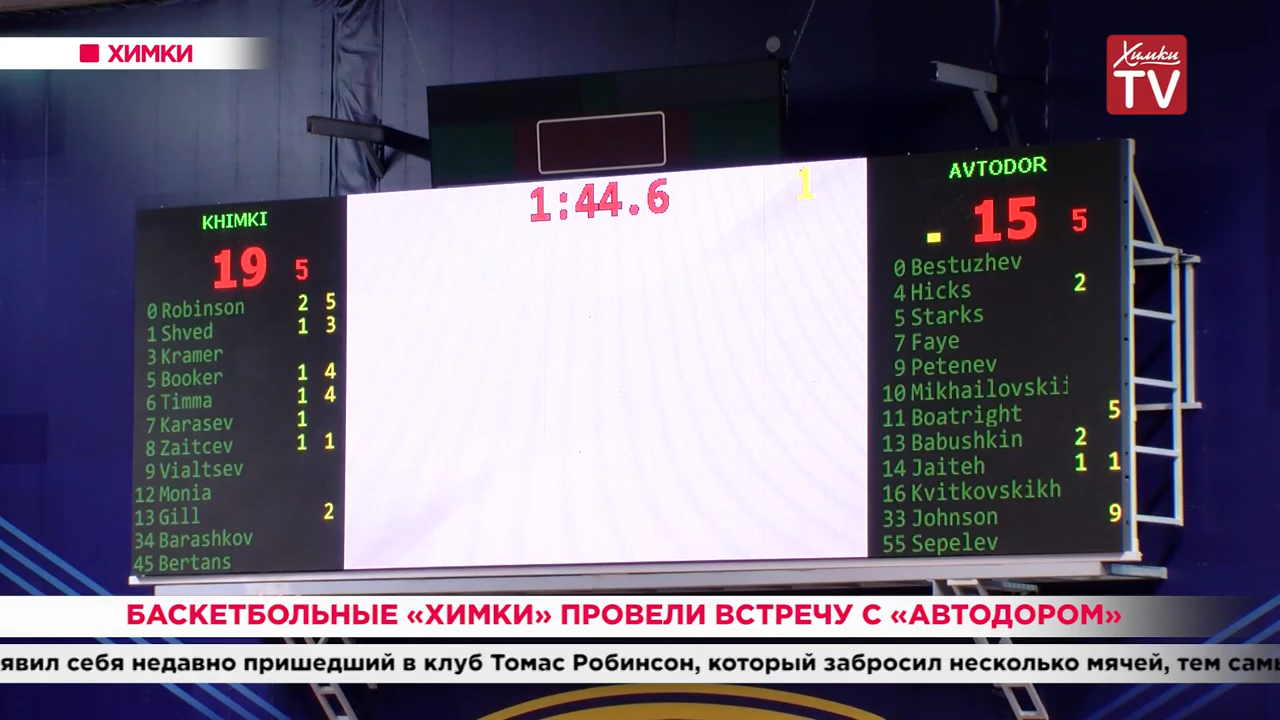 ХИМКИ
Химки
TV
1:44.6
1
KHIMKI
19 5
0 Robinson 2 5
1 Shved 1 3
3 Kramer
5 Booker 1 4
6 Timma 1 4
7 Karasev 1
8 Zaitcev 1 1
9 Vialtsev
12 Monia
13 Gill 2
34 Barashkov
45 Bertans
AVTODOR
15 5
0 Bestuzhev
4 Hicks 2
5 Starks
7 Faye
9 Petenev
10 Mikhailovskij
11 Boatright 5
13 Babushkin 2
14 Jaiteh 1 1
16 Kvitkovskikh
33 Johnson 9
55 Sepelev
БАСКЕТБОЛЬНЫЕ «ХИМКИ» ПРОВЕЛИ ВСТРЕЧУ С «АВТОДОРОМ»
явил себя недавно пришедший в клуб Томас Робинсон, который забросил несколько мячей, тем самь